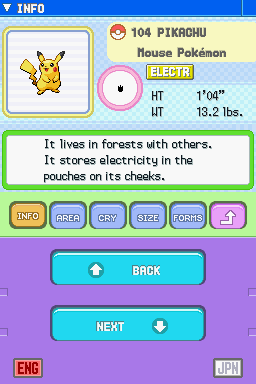 INFO
104 PIKACHU
Mouse Pokémon
ELECTR
HT 1'04"
WT 13.2 lbs.
It lives in forests with others.
It stores electricity in the
pouches on its cheeks.
INFO AREA CRY SIZE FORMS
BACK
NEXT
ENG JPN